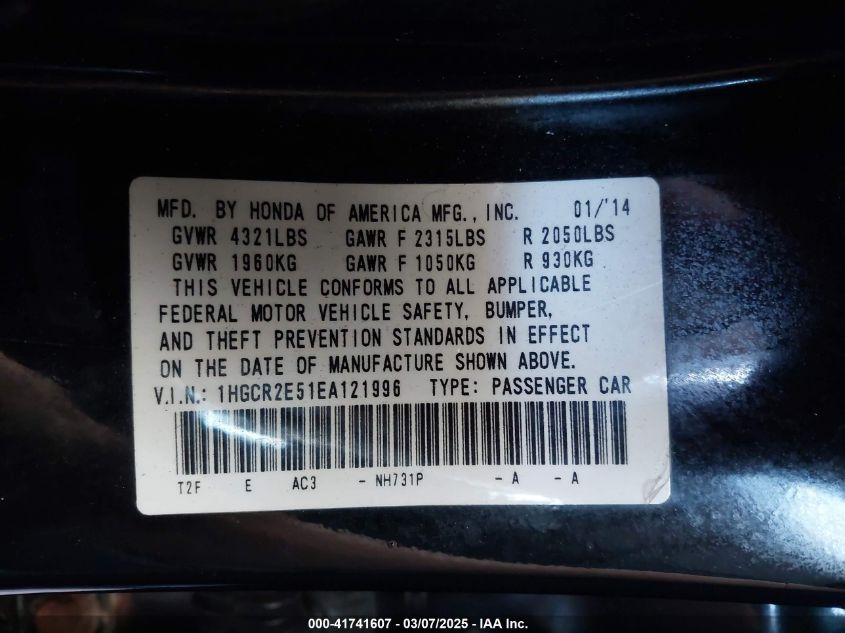 MFD. BY HONDA OF AMERICA MFG., INC. 01/'14
GVWR 4321LBS GAWR F 2315LBS R 2050LBS
GVWR 1960KG GAWR F 1050KG R 930KG
THIS VEHICLE CONFORMS TO ALL APPLICABLE
FEDERAL MOTOR VEHICLE SAFETY, BUMPER,
AND THEFT PREVENTION STANDARDS IN EFFECT
ON THE DATE OF MANUFACTURE SHOWN ABOVE.
V.I.N.: 1HGCR2E51EA121996 TYPE: PASSENGER CAR
T2F E AC3 - NH731P - A - A
000-41741607 - 03/07/2025 - IAA Inc.